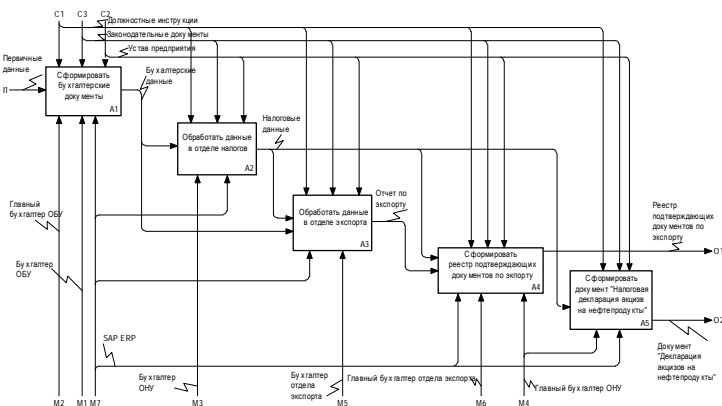 C1 C3 C2
Должностные инструкции
Законодательные документы
Устав предприятия
Первичные
данные
I1
Сформировать
бухгалтерские
документы
A1
Бухгалтерские
данные
Обработать данные
в отделе налогов
A2
Налоговые
данные
Обработать данные
в отделе экспорта
A3
Отчет по
экспорту
Сформировать
реестр подтверждающих
документов по экпорту
A4
Реестр
подтверждающих
документов по
экспорту
O1
Сформировать
документ "Налоговая
декларация акцизв
на нефтепродукты"
A5
O2
Документ
"Декларация
акцизов на
нефтепродукты"
Главный
бухгалтер ОБУ
Бухгалтер
ОБУ
SAP ERP
Бухгалтер
ОНУ
Бухгалтер
отдела
экспорта
Главный бухгалтер отдела экспорта
Главный бухгалтер ОНУ
M2 M1 M7 M3 M5 M6 M4